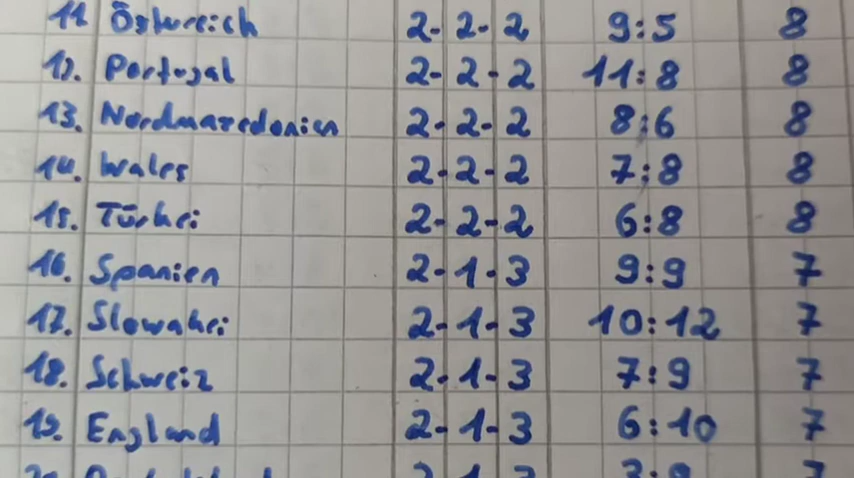 11. Österreich 2-2-2 9:5 8
12. Portugal 2-2-2 11:8 8
13. Nordmazedonien 2-2-2 8:6 8
14. Wales 2-2-2 7:8 8
15. Türkei 2-2-2 6:8 8
16. Spanien 2-1-3 9:9 7
17. Slowakei 2-1-3 10:12 7
18. Schweiz 2-1-3 7:9 7
19. England 2-1-3 6:10 7